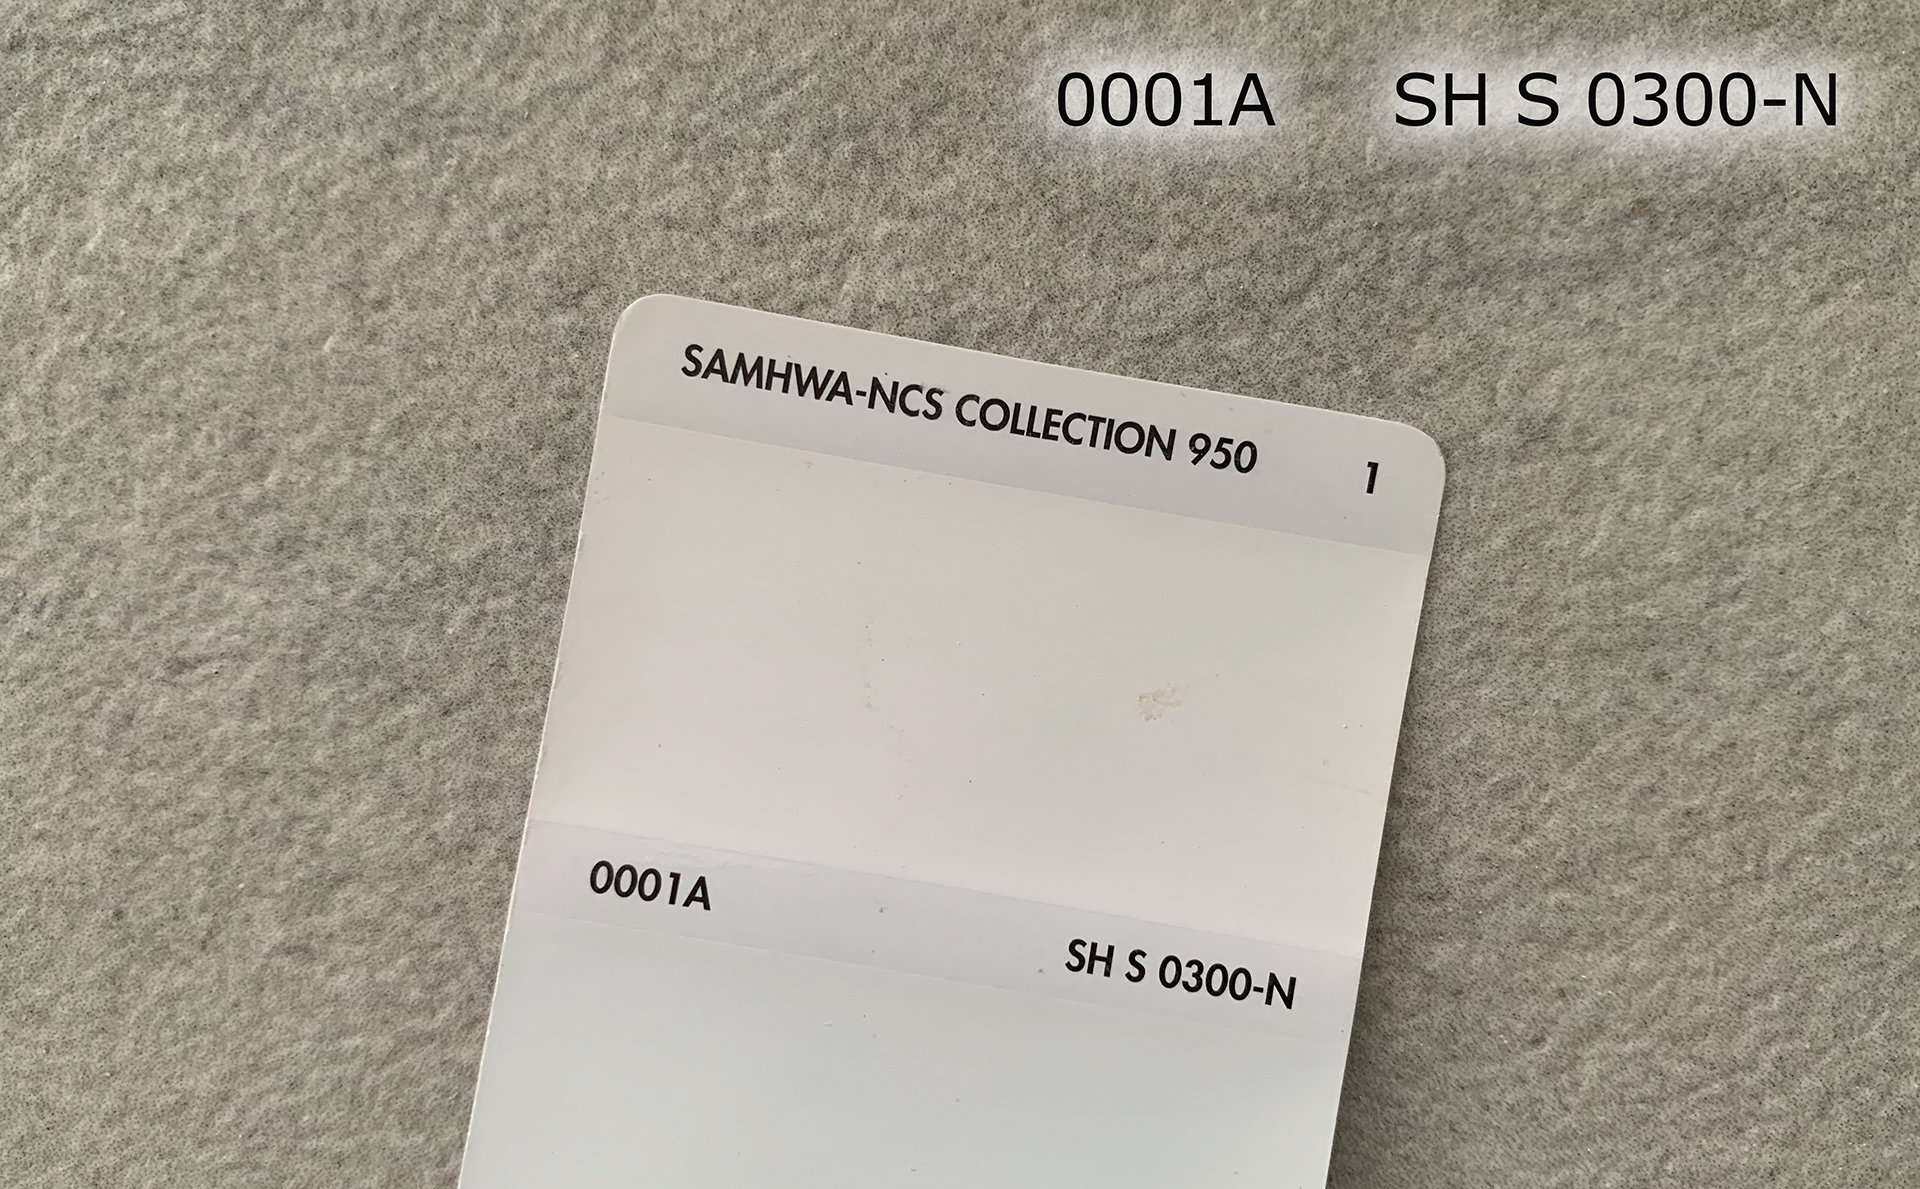 0001A SH S 0300-N
SAMHWA-NCS COLLECTION 950 1
0001A SH S 0300-N